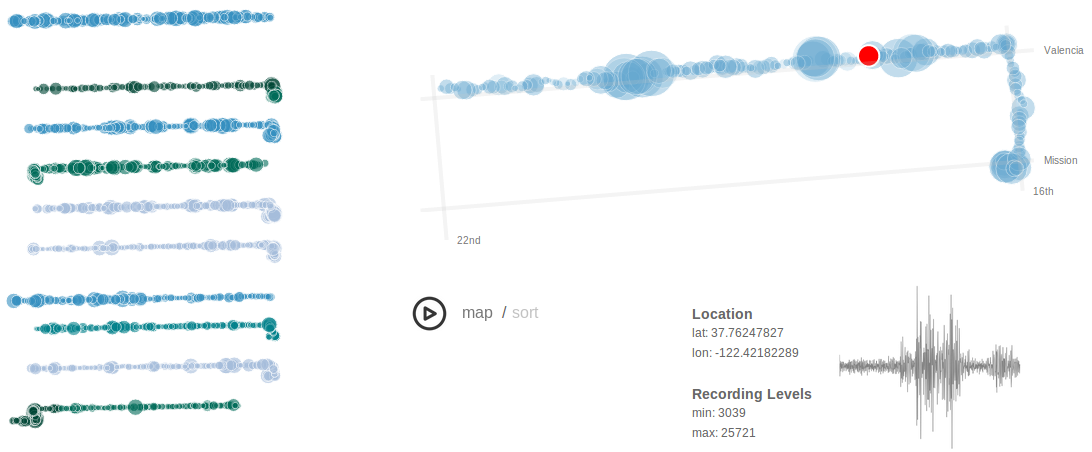 Valencia
Mission
16th
22nd
map / sort
Location
lat: 37.76247827
lon: -122.42182289
Recording Levels
min: 3039
max: 25721